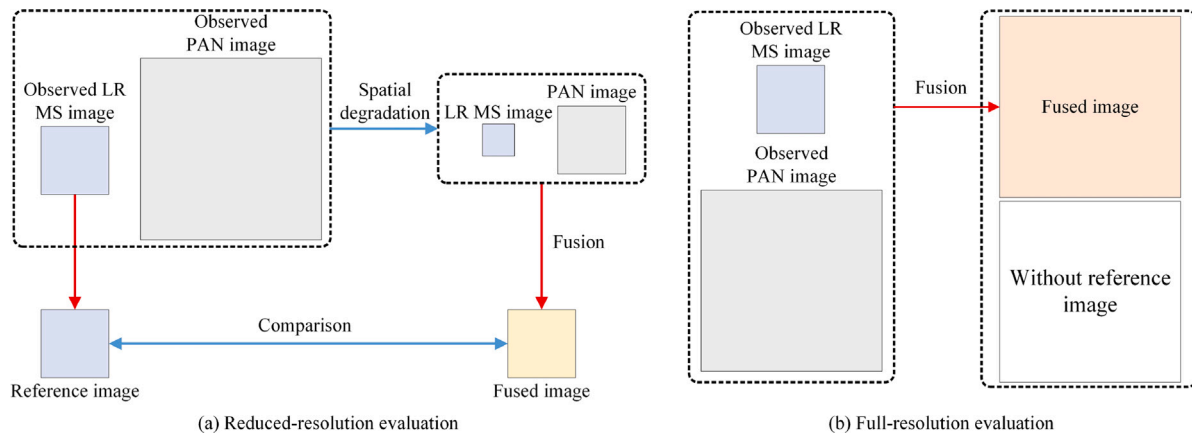 Observed
PAN image
Observed LR
MS image
Spatial
degradation
LR MS image
PAN image
Fusion
Comparison
Reference image
Fused image
(a) Reduced-resolution evaluation
Observed LR
MS image
Observed
PAN image
Fusion
Fused image
Without reference
image
(b) Full-resolution evaluation